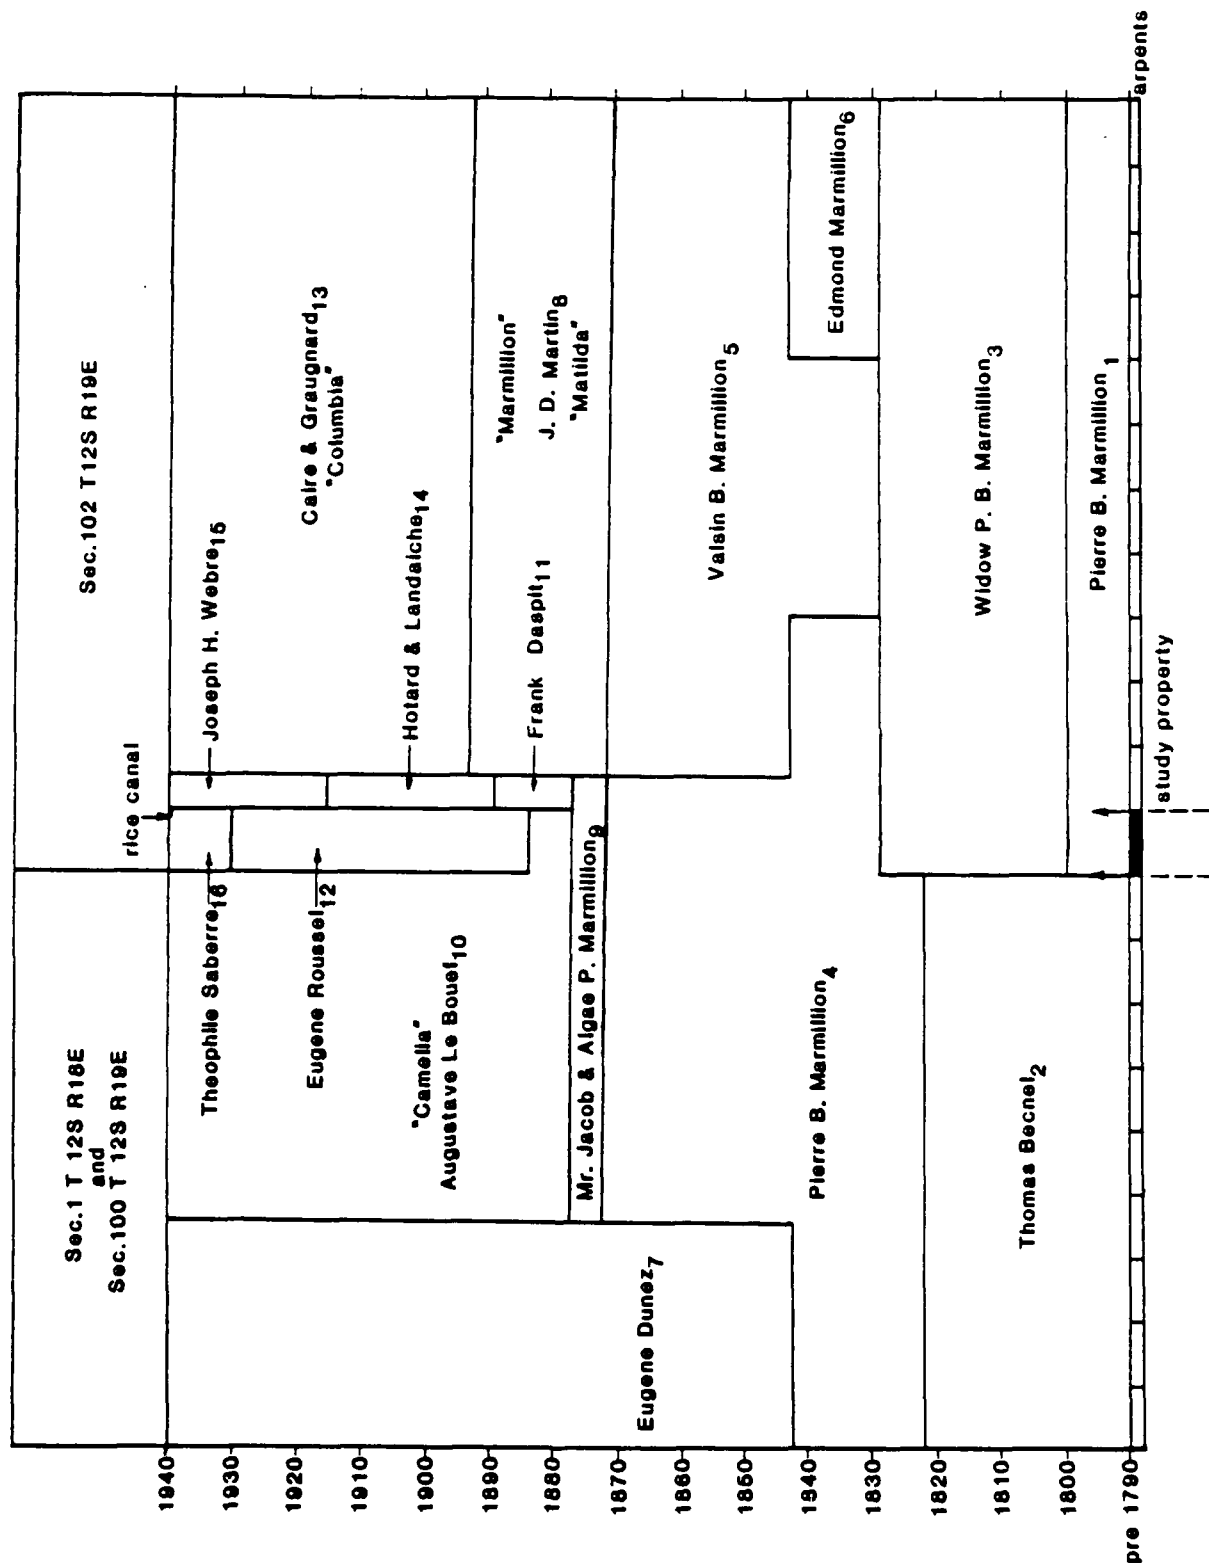 Sec.1 T 12S R18E
and
Sec.100 T 12S R19E
Sec.102 T12S R19E
rice canal
Theophile Saberre16
Joseph H. Webre15
Eugene Roussel12
Caire & Graugnard13
"Columbia"
Hotard & Landaiche14
"Camelia"
Augustave Le Bouef10
Frank Daspit11
"Marmillion"
J. D. Martin8
"Matilda"
Mr. Jacob & Algae P. Marmillion9
Eugene Dunez7
Valsin B. Marmillion5
Pierre B. Marmillion4
Edmond Marmillion6
Thomas Becnel2
Widow P. B. Marmillion3
Pierre B. Marmillion1
1940
1930
1920
1910
1900
1890
1880
1870
1860
1850
1840
1830
1820
1810
1800
pre 1790
arpents
study property